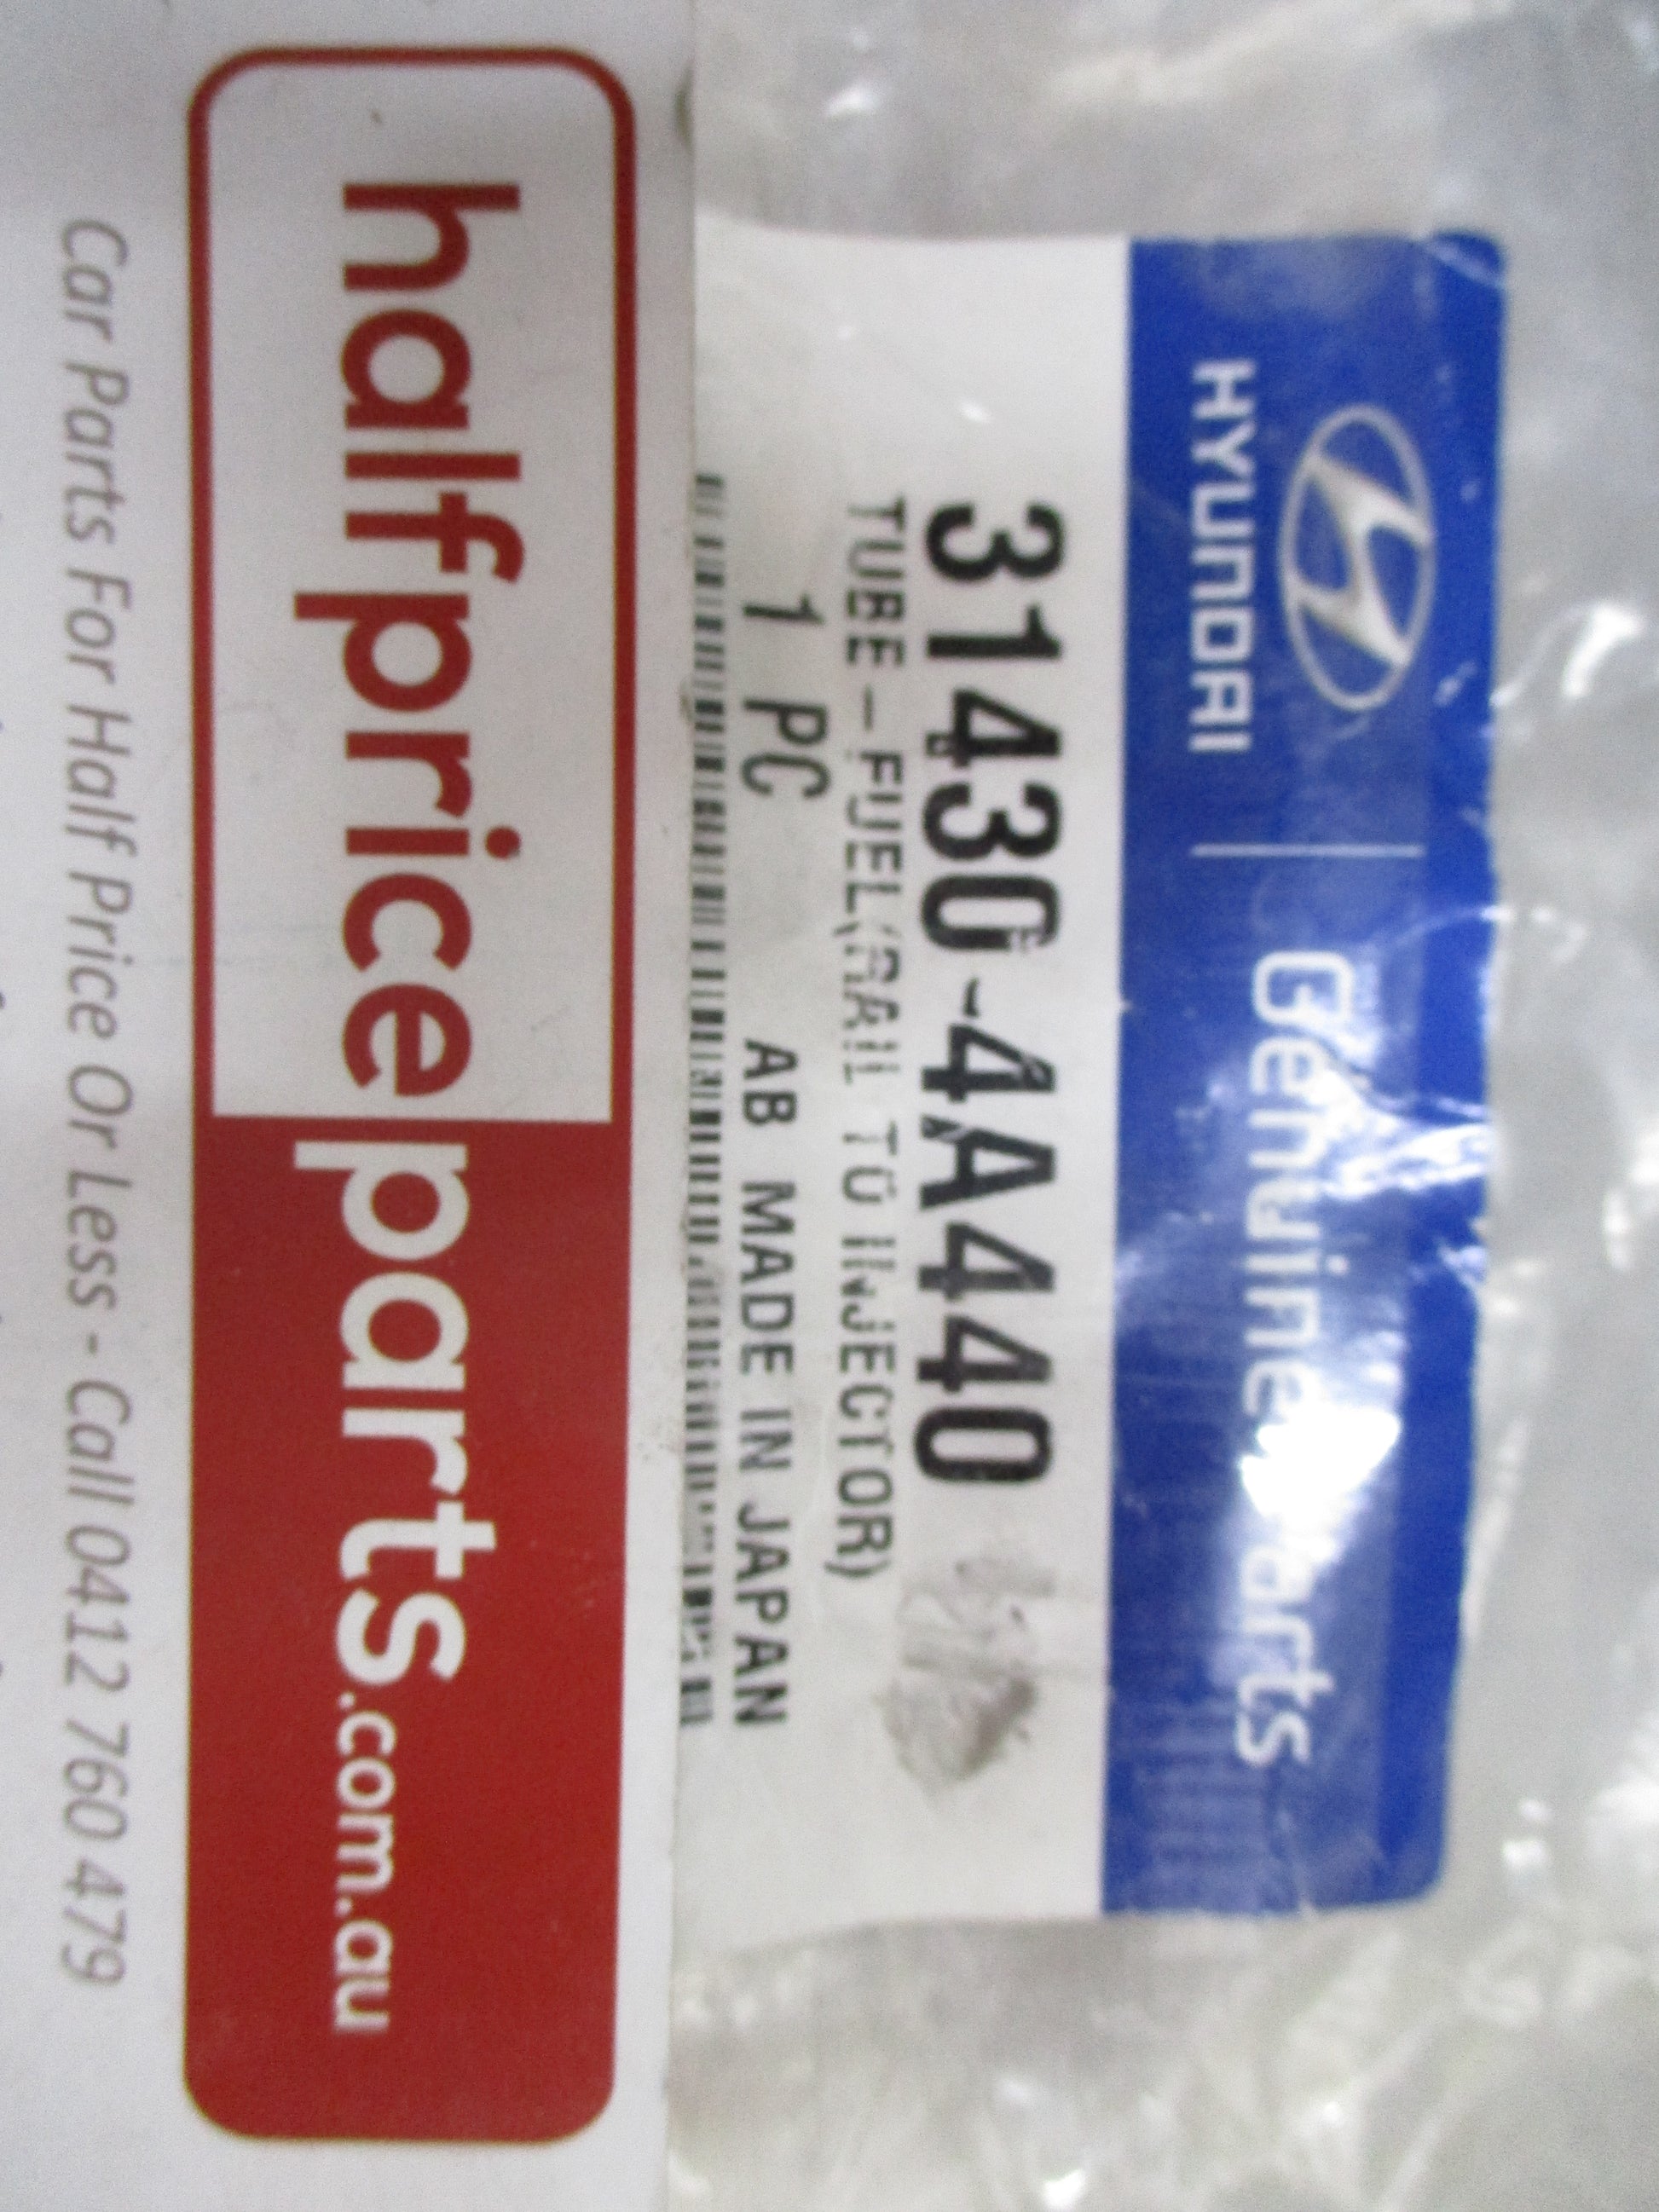 HYUNDAI | Genuine Parts
31430-4A440
TUBE-FUEL(RAIL TO INJECTOR)
1 PC AB MADE IN JAPAN
halfpriceparts.com.au
Car Parts For Half Price Or Less - Call 0412 760 479